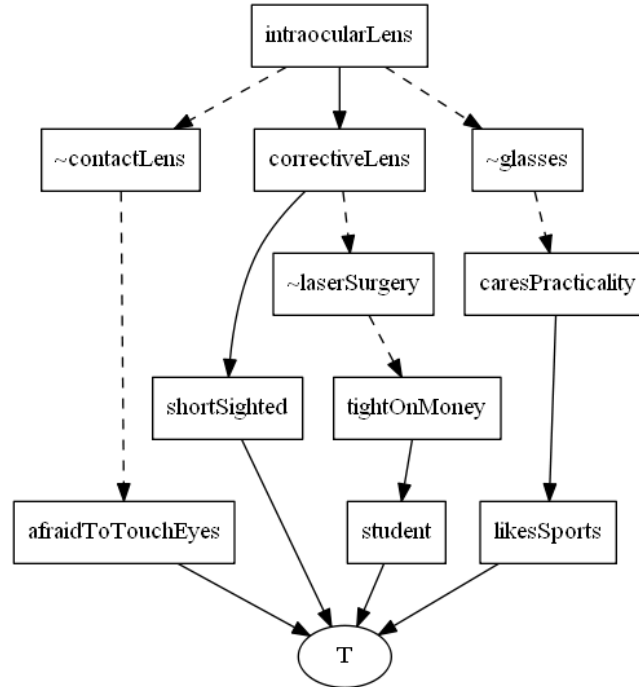 intraocularLens
~contactLens
correctiveLens
~glasses
~laserSurgery
caresPracticality
shortSighted
tightOnMoney
afraidToTouchEyes
student
likesSports
T